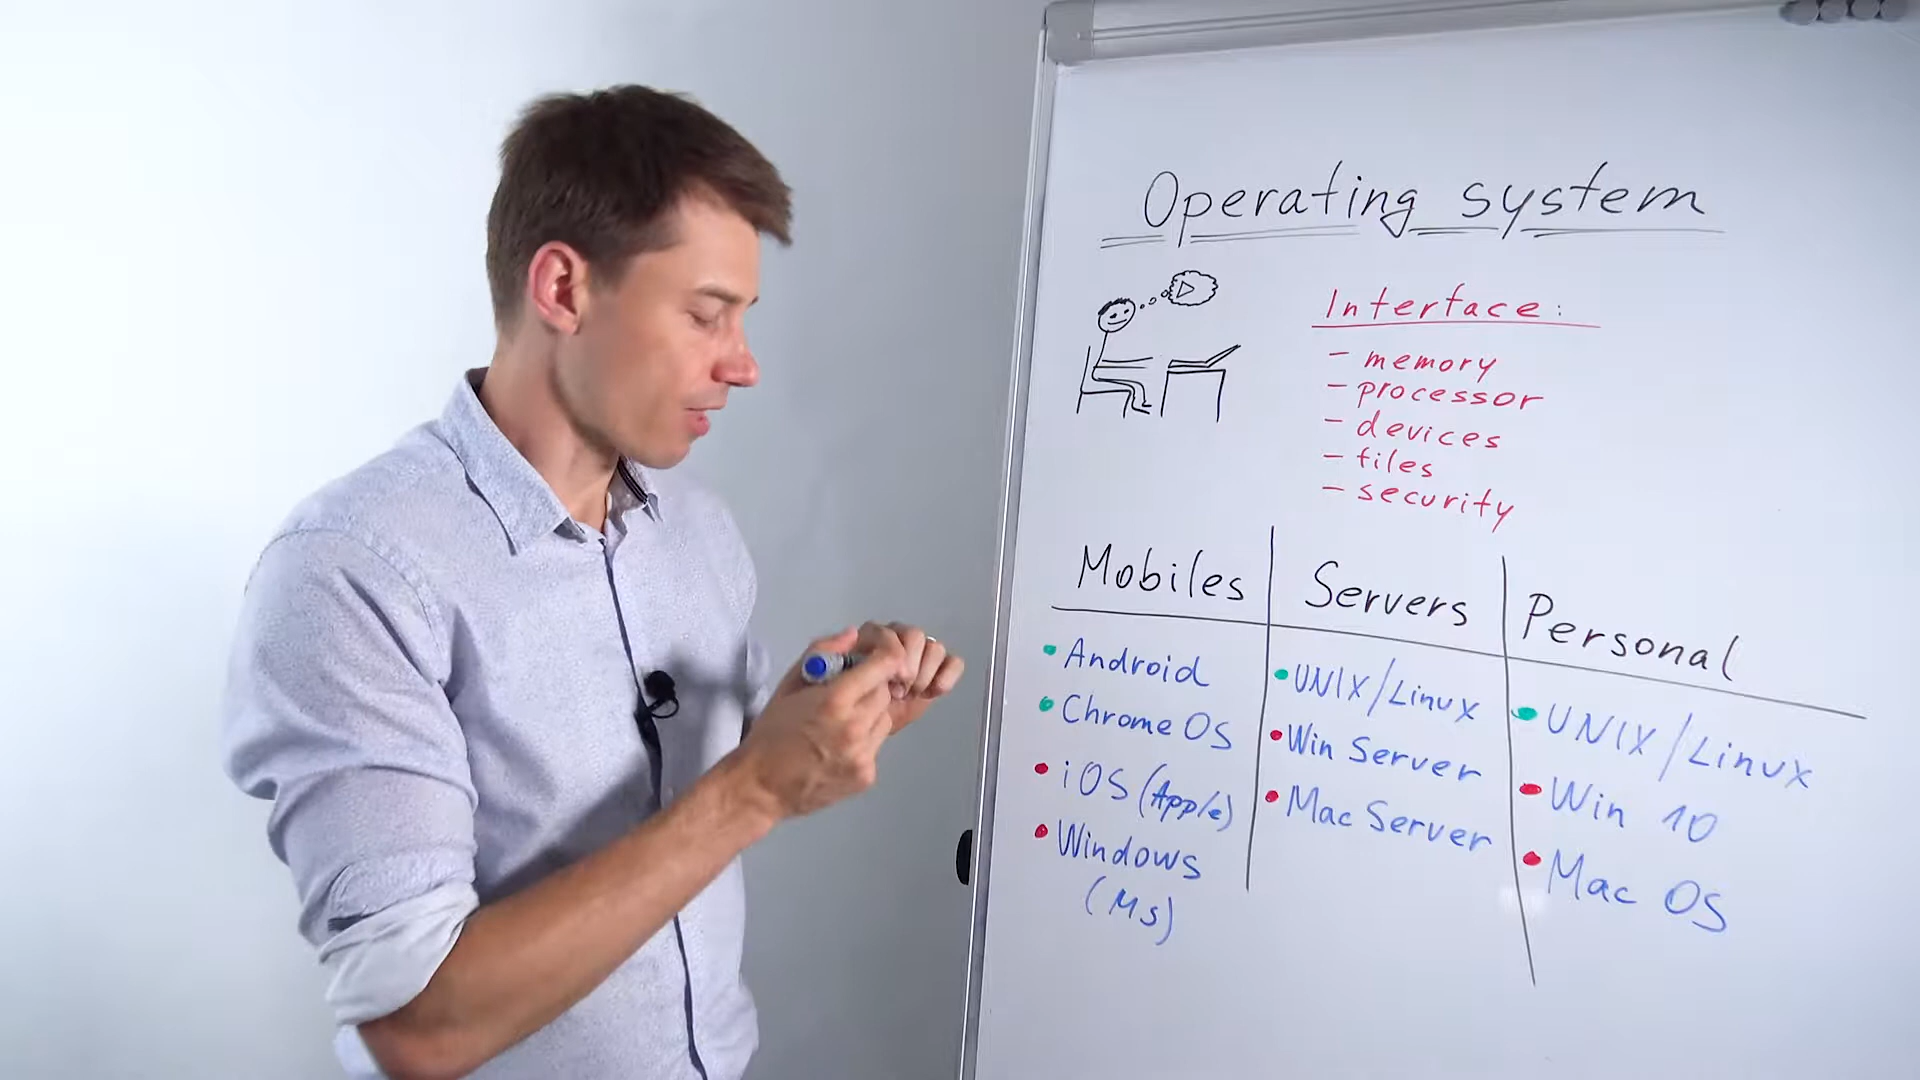 Operating system
Interface:
- memory
- processor
- devices
- files
- security
Mobiles
• Android
• Chrome OS
• iOS (Apple)
• Windows
(Ms)
Servers
• UNIX/Linux
• Win Server
• Mac Server
Personal
• UNIX/Linux
• Win 10
• Mac OS